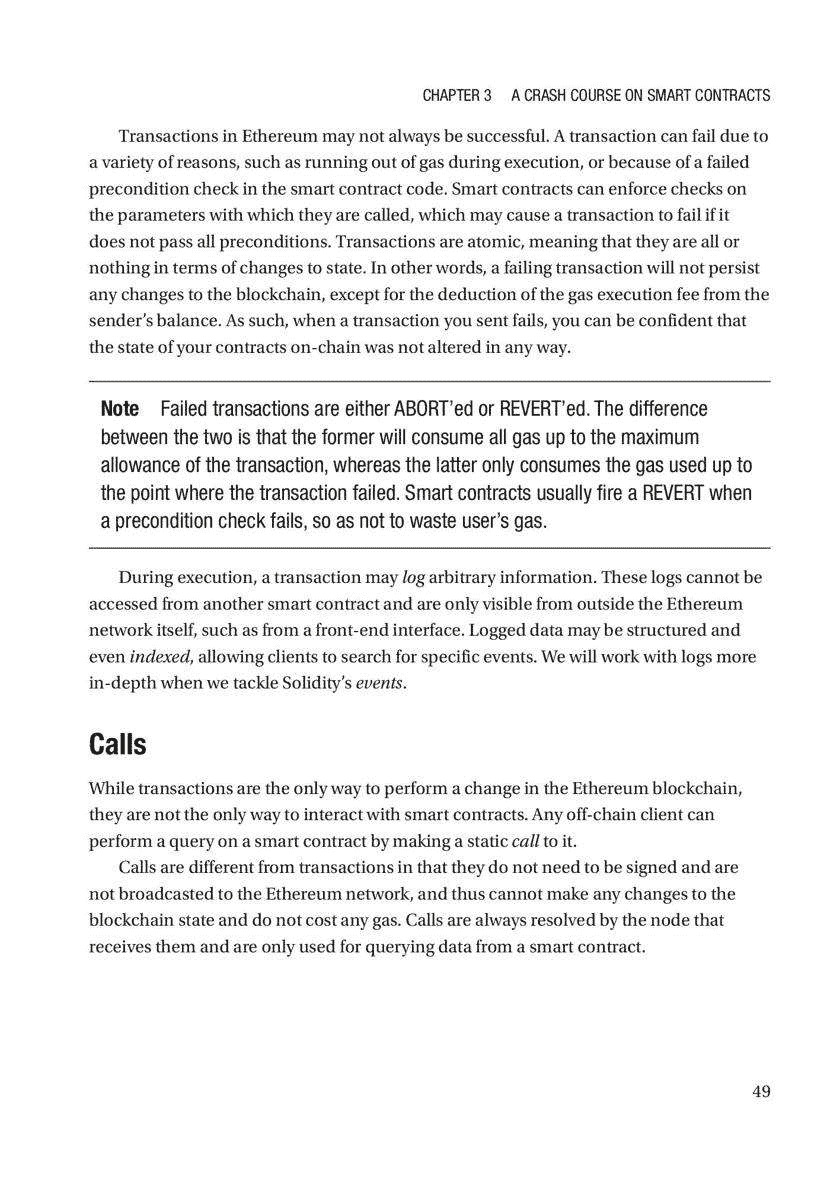 CHAPTER 3 A CRASH COURSE ON SMART CONTRACTS
Transactions in Ethereum may not always be successful. A transaction can fail due to
a variety of reasons, such as running out of gas during execution, or because of a failed
precondition check in the smart contract code. Smart contracts can enforce checks on
the parameters with which they are called, which may cause a transaction to fail if it
does not pass all preconditions. Transactions are atomic, meaning that they are all or
nothing in terms of changes to state. In other words, a failing transaction will not persist
any changes to the blockchain, except for the deduction of the gas execution fee from the
sender’s balance. As such, when a transaction you sent fails, you can be confident that
the state of your contracts on-chain was not altered in any way.
Note Failed transactions are either ABORT’ed or REVERT’ed. The difference
between the two is that the former will consume all gas up to the maximum
allowance of the transaction, whereas the latter only consumes the gas used up to
the point where the transaction failed. Smart contracts usually fire a REVERT when
a precondition check fails, so as not to waste user’s gas.
During execution, a transaction may log arbitrary information. These logs cannot be
accessed from another smart contract and are only visible from outside the Ethereum
network itself, such as from a front-end interface. Logged data may be structured and
even indexed, allowing clients to search for specific events. We will work with logs more
in-depth when we tackle Solidity’s events.
Calls
While transactions are the only way to perform a change in the Ethereum blockchain,
they are not the only way to interact with smart contracts. Any off-chain client can
perform a query on a smart contract by making a static call to it.
Calls are different from transactions in that they do not need to be signed and are
not broadcasted to the Ethereum network, and thus cannot make any changes to the
blockchain state and do not cost any gas. Calls are always resolved by the node that
receives them and are only used for querying data from a smart contract.
49